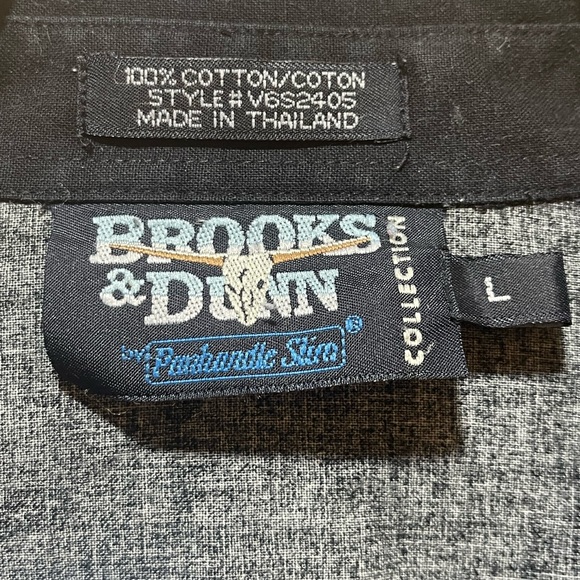 100% COTTON/COTON
STYLE# V6S2405
MADE IN THAILAND
BROOKS
& DUNN
COLLECTION
by: Panhandle Slim®
L